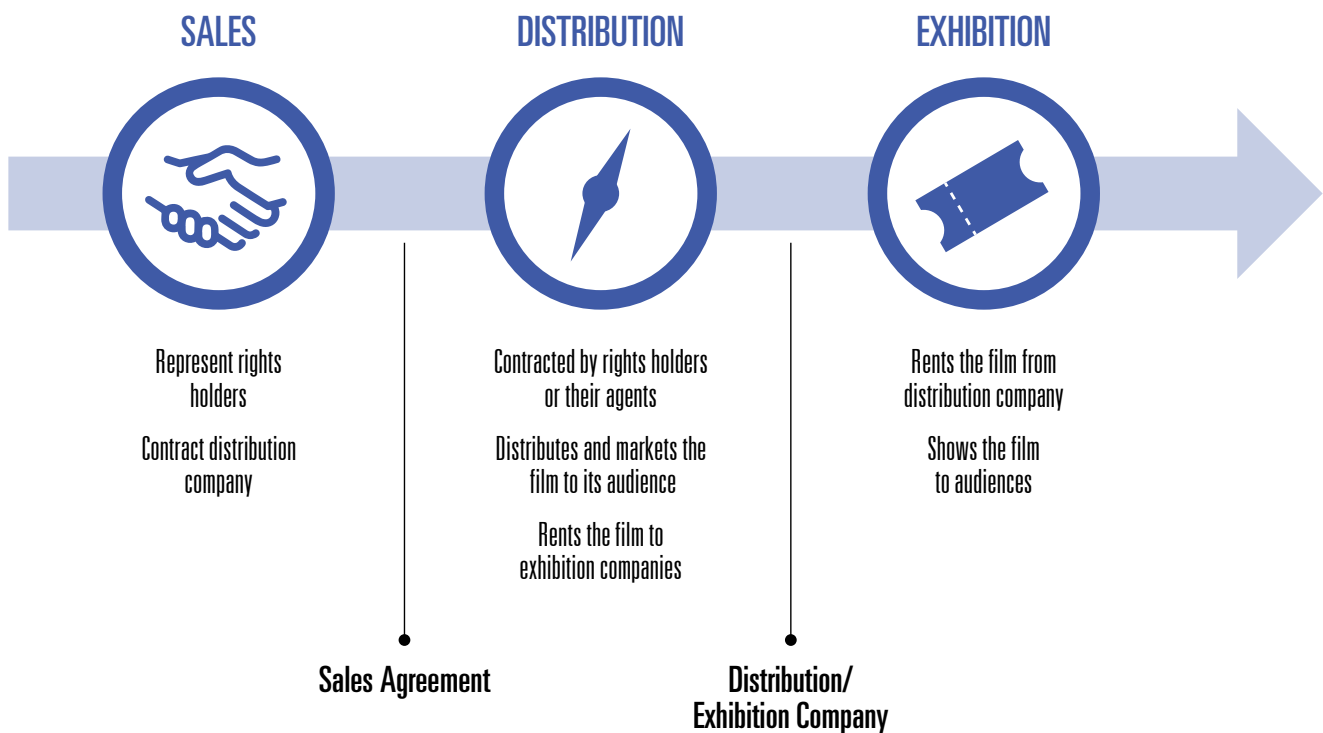 SALES
DISTRIBUTION
EXHIBITION
Represent rights
holders
Contract distribution
company
Contracted by rights holders
or their agents
Distributes and markets the
film to its audience
Rents the film to
exhibition companies
Rents the film from
distribution company
Shows the film
to audiences
Sales Agreement
Distribution/
Exhibition Company